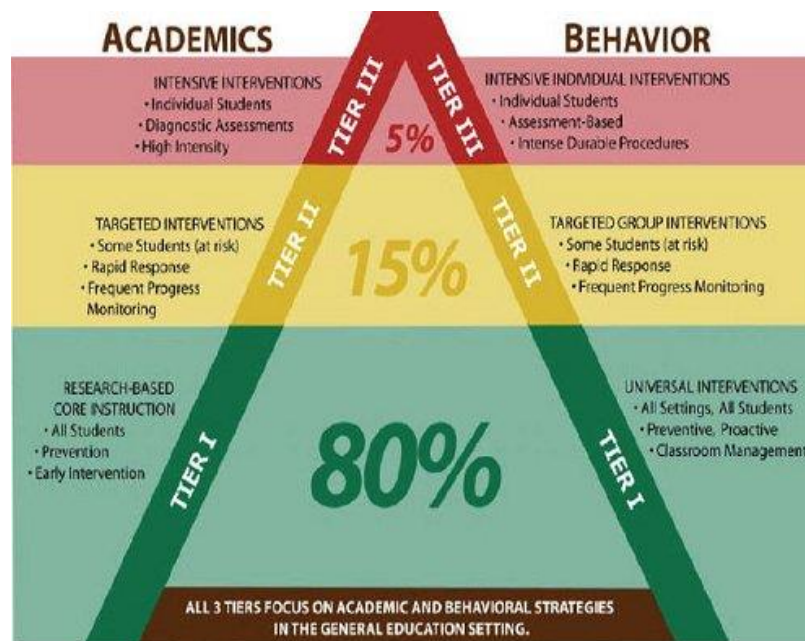 ACADEMICS
BEHAVIOR
INTENSIVE INTERVENTIONS
• Individual Students
• Diagnostic Assessments
• High Intensity
TIER III
5%
TIER III
INTENSIVE INDIVIDUAL INTERVENTIONS
• Individual Students
• Assessment-Based
• Intense Durable Procedures
TARGETED INTERVENTIONS
• Some Students (at risk)
• Rapid Response
• Frequent Progress
Monitoring
TIER II
15%
TIER II
TARGETED GROUP INTERVENTIONS
• Some Students (at risk)
• Rapid Response
• Frequent Progress Monitoring
RESEARCH-BASED
CORE INSTRUCTION
• All Students
• Prevention
• Early Intervention
TIER I
80%
TIER I
UNIVERSAL INTERVENTIONS
• All Settings, All Students
• Preventive, Proactive
• Classroom Management
ALL 3 TIERS FOCUS ON ACADEMIC AND BEHAVIORAL STRATEGIES
IN THE GENERAL EDUCATION SETTING.